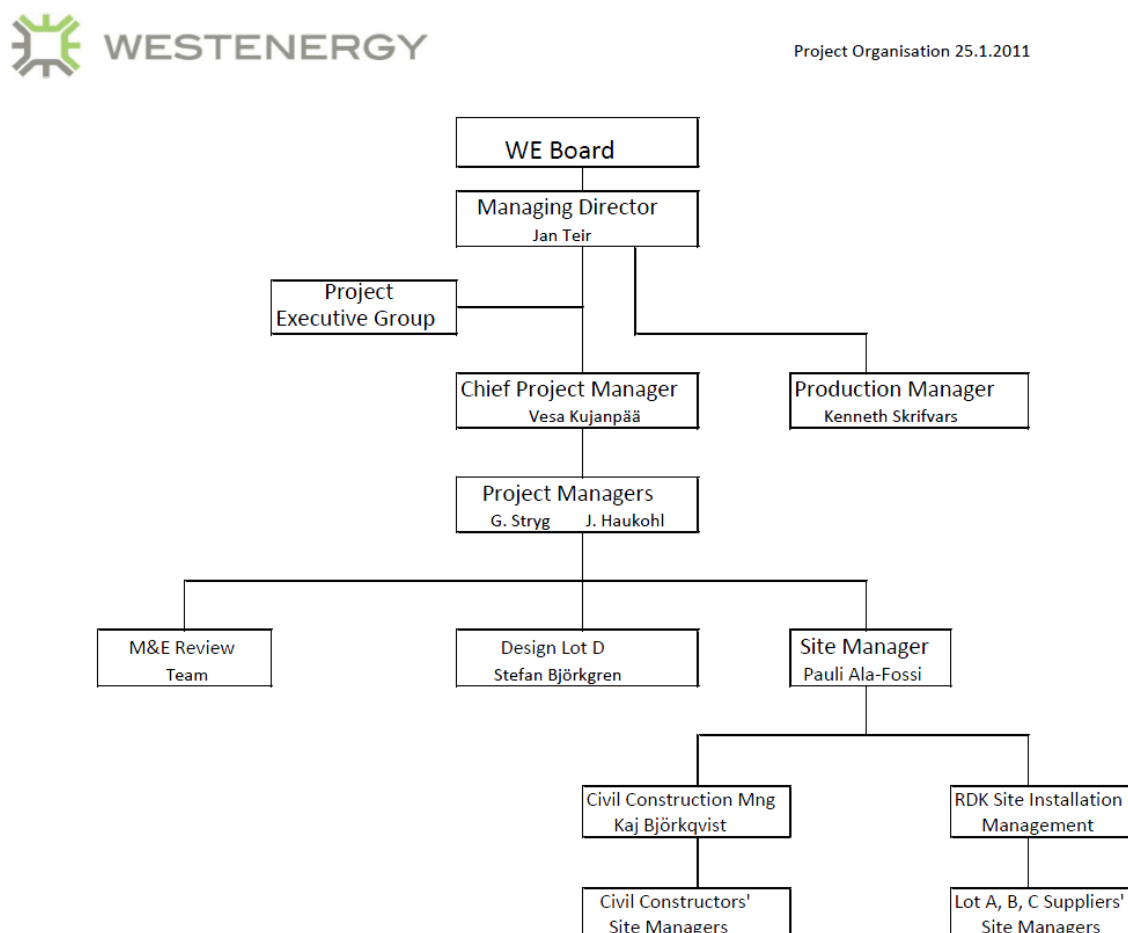 WESTENERGY
Project Organisation 25.1.2011
WE Board
Managing Director
Jan Teir
Project
Executive Group
Chief Project Manager
Vesa Kujanpää
Production Manager
Kenneth Skrifvars
Project Managers
G. Stryg J. Haukohl
M&E Review
Team
Design Lot D
Stefan Björkgren
Site Manager
Pauli Ala-Fossi
Civil Construction Mng
Kaj Björkqvist
RDK Site Installation
Management
Civil Constructors'
Site Managers
Lot A, B, C Suppliers'
Site Managers